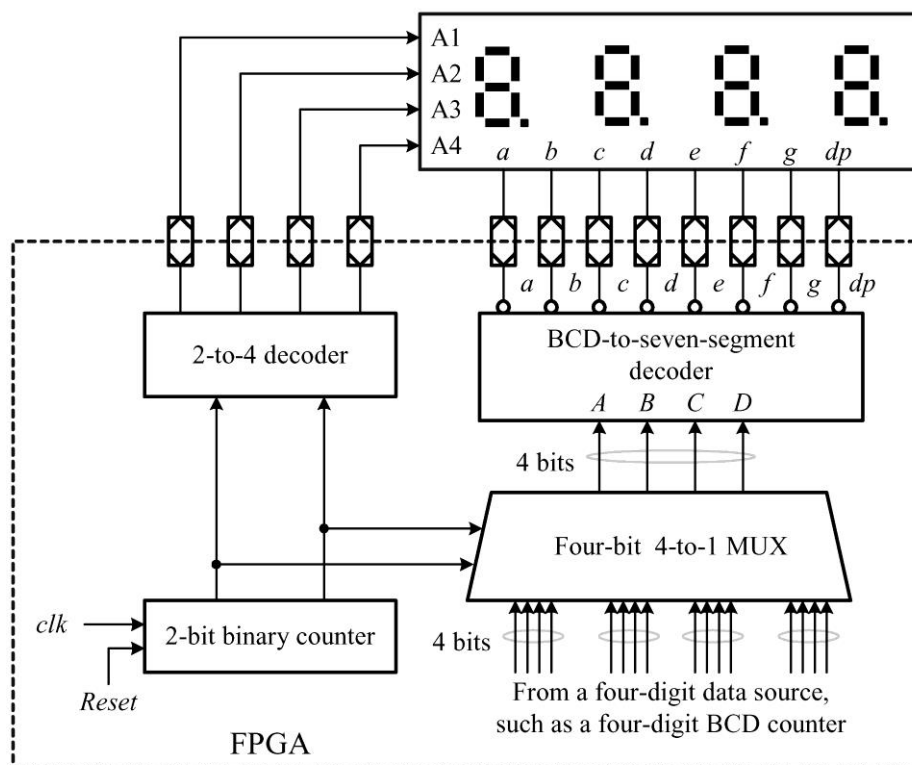 A1
A2
A3
A4
a b c d e f g dp
a b c d e f g dp
2-to-4 decoder
BCD-to-seven-segment
decoder
A B C D
4 bits
Four-bit 4-to-1 MUX
clk
2-bit binary counter
Reset
4 bits
From a four-digit data source,
such as a four-digit BCD counter
FPGA